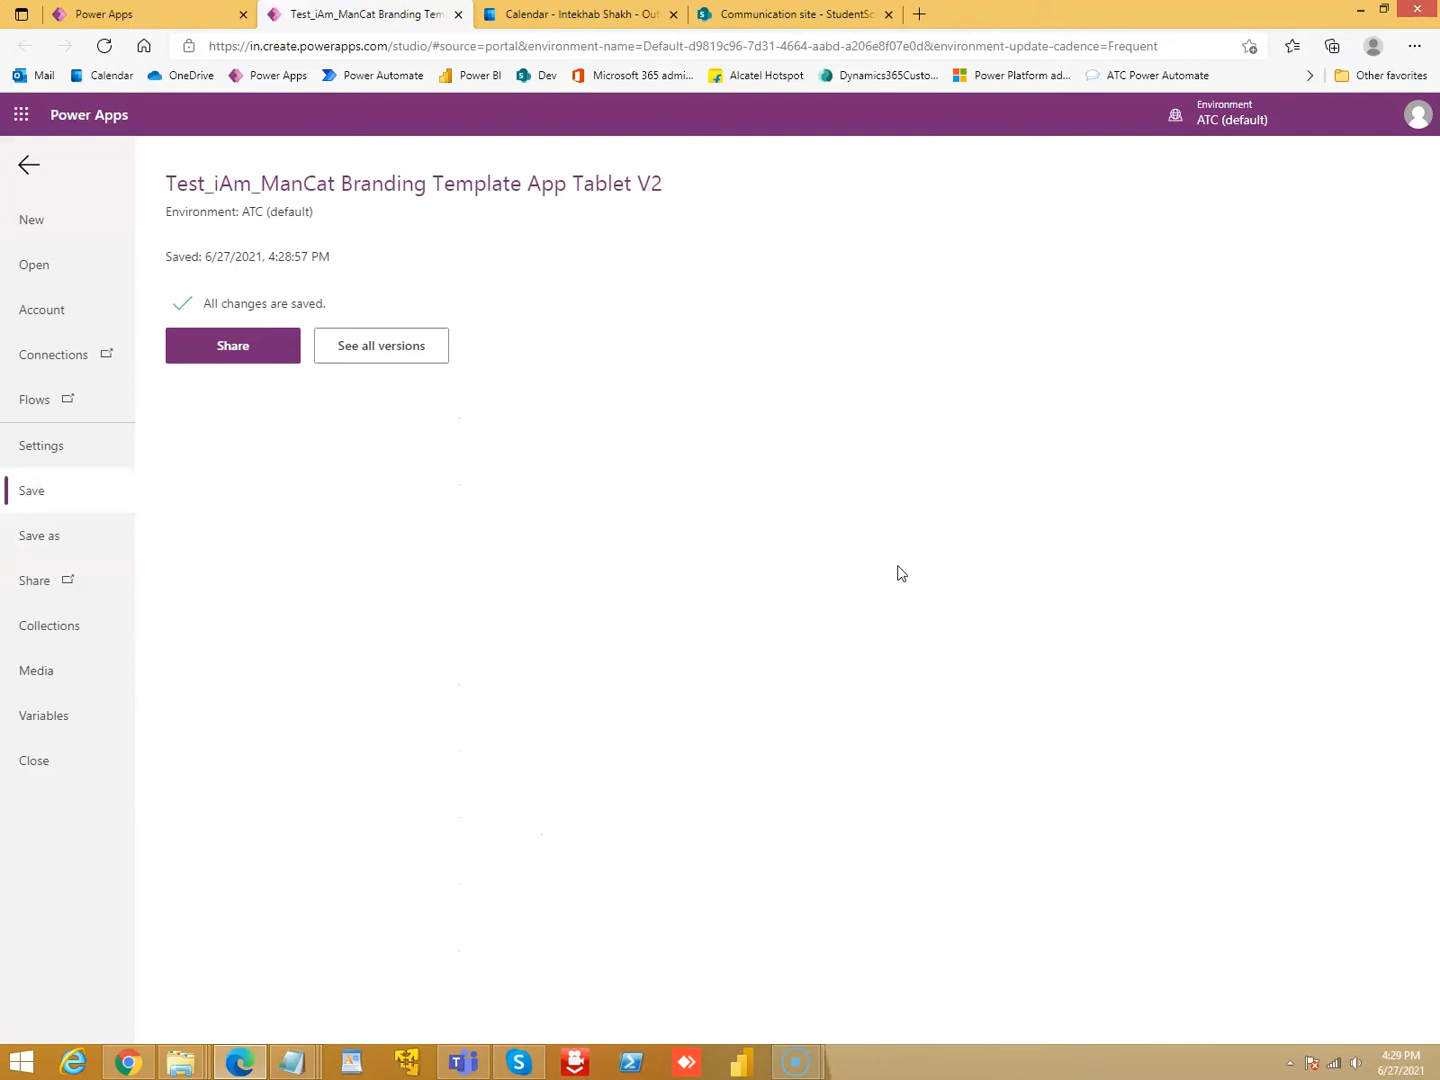 Power Apps
Test_iAm_ManCat Branding Tem
Calendar - Intekhab Shakh - Out
Communication site - StudentSc
https://in.create.powerapps.com/studio/#source=portal&environment-name=Default-d9819c96-7d31-4664-aabd-a206e8f07e0d&environment-update-cadence=Frequent
Mail
Calendar
OneDrive
Power Apps
Power Automate
Power BI
Dev
Microsoft 365 admi...
Alcatel Hotspot
Dynamics365Custo...
Power Platform ad...
ATC Power Automate
Other favorites
Power Apps
Environment
ATC (default)
Test_iAm_ManCat Branding Template App Tablet V2
Environment: ATC (default)
Saved: 6/27/2021, 4:28:57 PM
All changes are saved.
Share
See all versions
New
Open
Account
Connections
Flows
Settings
Save
Save as
Share
Collections
Media
Variables
Close
4:29 PM
6/27/2021